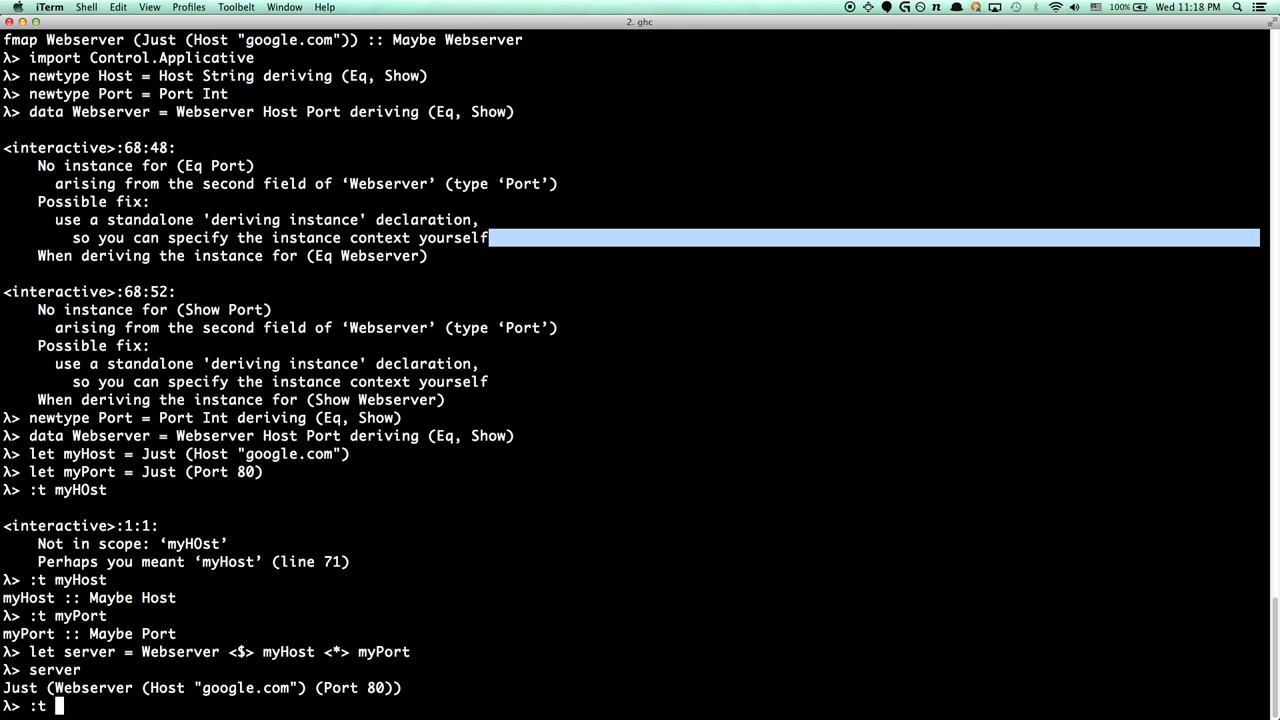 iTerm Shell Edit View Profiles Toolbelt Window Help 100% Wed 11:18 PM
2. ghc
fmap Webserver (Just (Host "google.com")) :: Maybe Webserver
λ> import Control.Applicative
λ> newtype Host = Host String deriving (Eq, Show)
λ> newtype Port = Port Int
λ> data Webserver = Webserver Host Port deriving (Eq, Show)
<interactive>:68:48:
No instance for (Eq Port)
arising from the second field of ‘Webserver’ (type ‘Port’)
Possible fix:
use a standalone 'deriving instance' declaration,
so you can specify the instance context yourself
When deriving the instance for (Eq Webserver)
<interactive>:68:52:
No instance for (Show Port)
arising from the second field of ‘Webserver’ (type ‘Port’)
Possible fix:
use a standalone 'deriving instance' declaration,
so you can specify the instance context yourself
When deriving the instance for (Show Webserver)
λ> newtype Port = Port Int deriving (Eq, Show)
λ> data Webserver = Webserver Host Port deriving (Eq, Show)
λ> let myHost = Just (Host "google.com")
λ> let myPort = Just (Port 80)
λ> :t myHOst
<interactive>:1:1:
Not in scope: ‘myHOst’
Perhaps you meant ‘myHost’ (line 71)
λ> :t myHost
myHost :: Maybe Host
λ> :t myPort
myPort :: Maybe Port
λ> let server = Webserver <$> myHost <*> myPort
λ> server
Just (Webserver (Host "google.com") (Port 80))
λ> :t